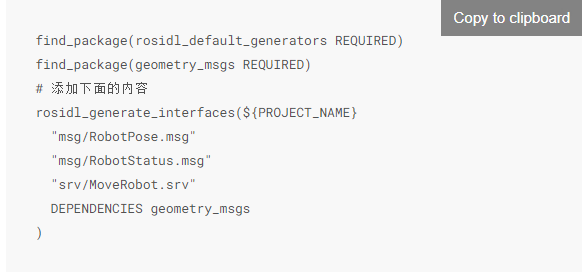 Copy to clipboard
find_package(rosidl_default_generators REQUIRED)
find_package(geometry_msgs REQUIRED)
# 添加下面的内容
rosidl_generate_interfaces(${PROJECT_NAME}
  "msg/RobotPose.msg"
  "msg/RobotStatus.msg"
  "srv/MoveRobot.srv"
  DEPENDENCIES geometry_msgs
)